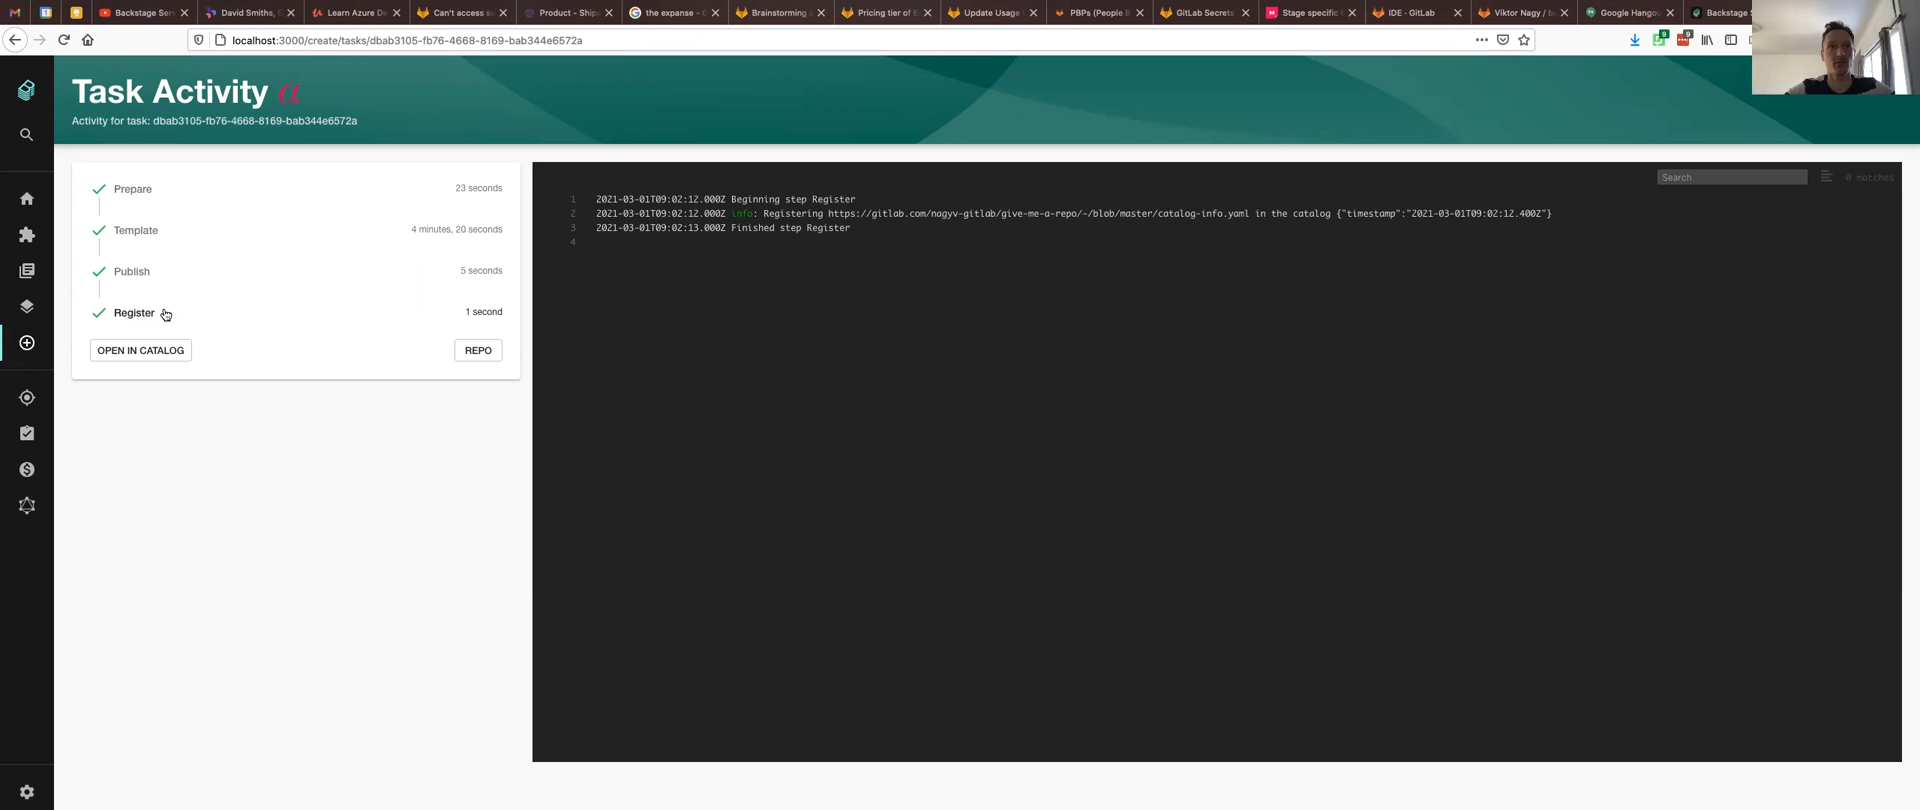 Backstage Ser
David Smiths, D
Learn Azure De
Can't access su
Product - Ship
the expanse - G
Brainstorming
Pricing tier of E
Update Usage
PBPs (People B
GitLab Secrets
Stage specific
IDE - GitLab
Viktor Nagy / b
Google Hangou
Backstage S
localhost:3000/create/tasks/dbab3105-fb76-4668-8169-bab344e6572a
9
9
Task Activity α
Activity for task: dbab3105-fb76-4668-8169-bab344e6572a
Prepare 23 seconds
Template 4 minutes, 20 seconds
Publish 5 seconds
Register 1 second
OPEN IN CATALOG REPO
Search 0 matches
1 2021-03-01T09:02:12.000Z Beginning step Register
2 2021-03-01T09:02:12.000Z info: Registering https://gitlab.com/nagyv-gitlab/give-me-a-repo/-/blob/master/catalog-info.yaml in the catalog {"timestamp":"2021-03-01T09:02:12.400Z"}
3 2021-03-01T09:02:13.000Z Finished step Register
4